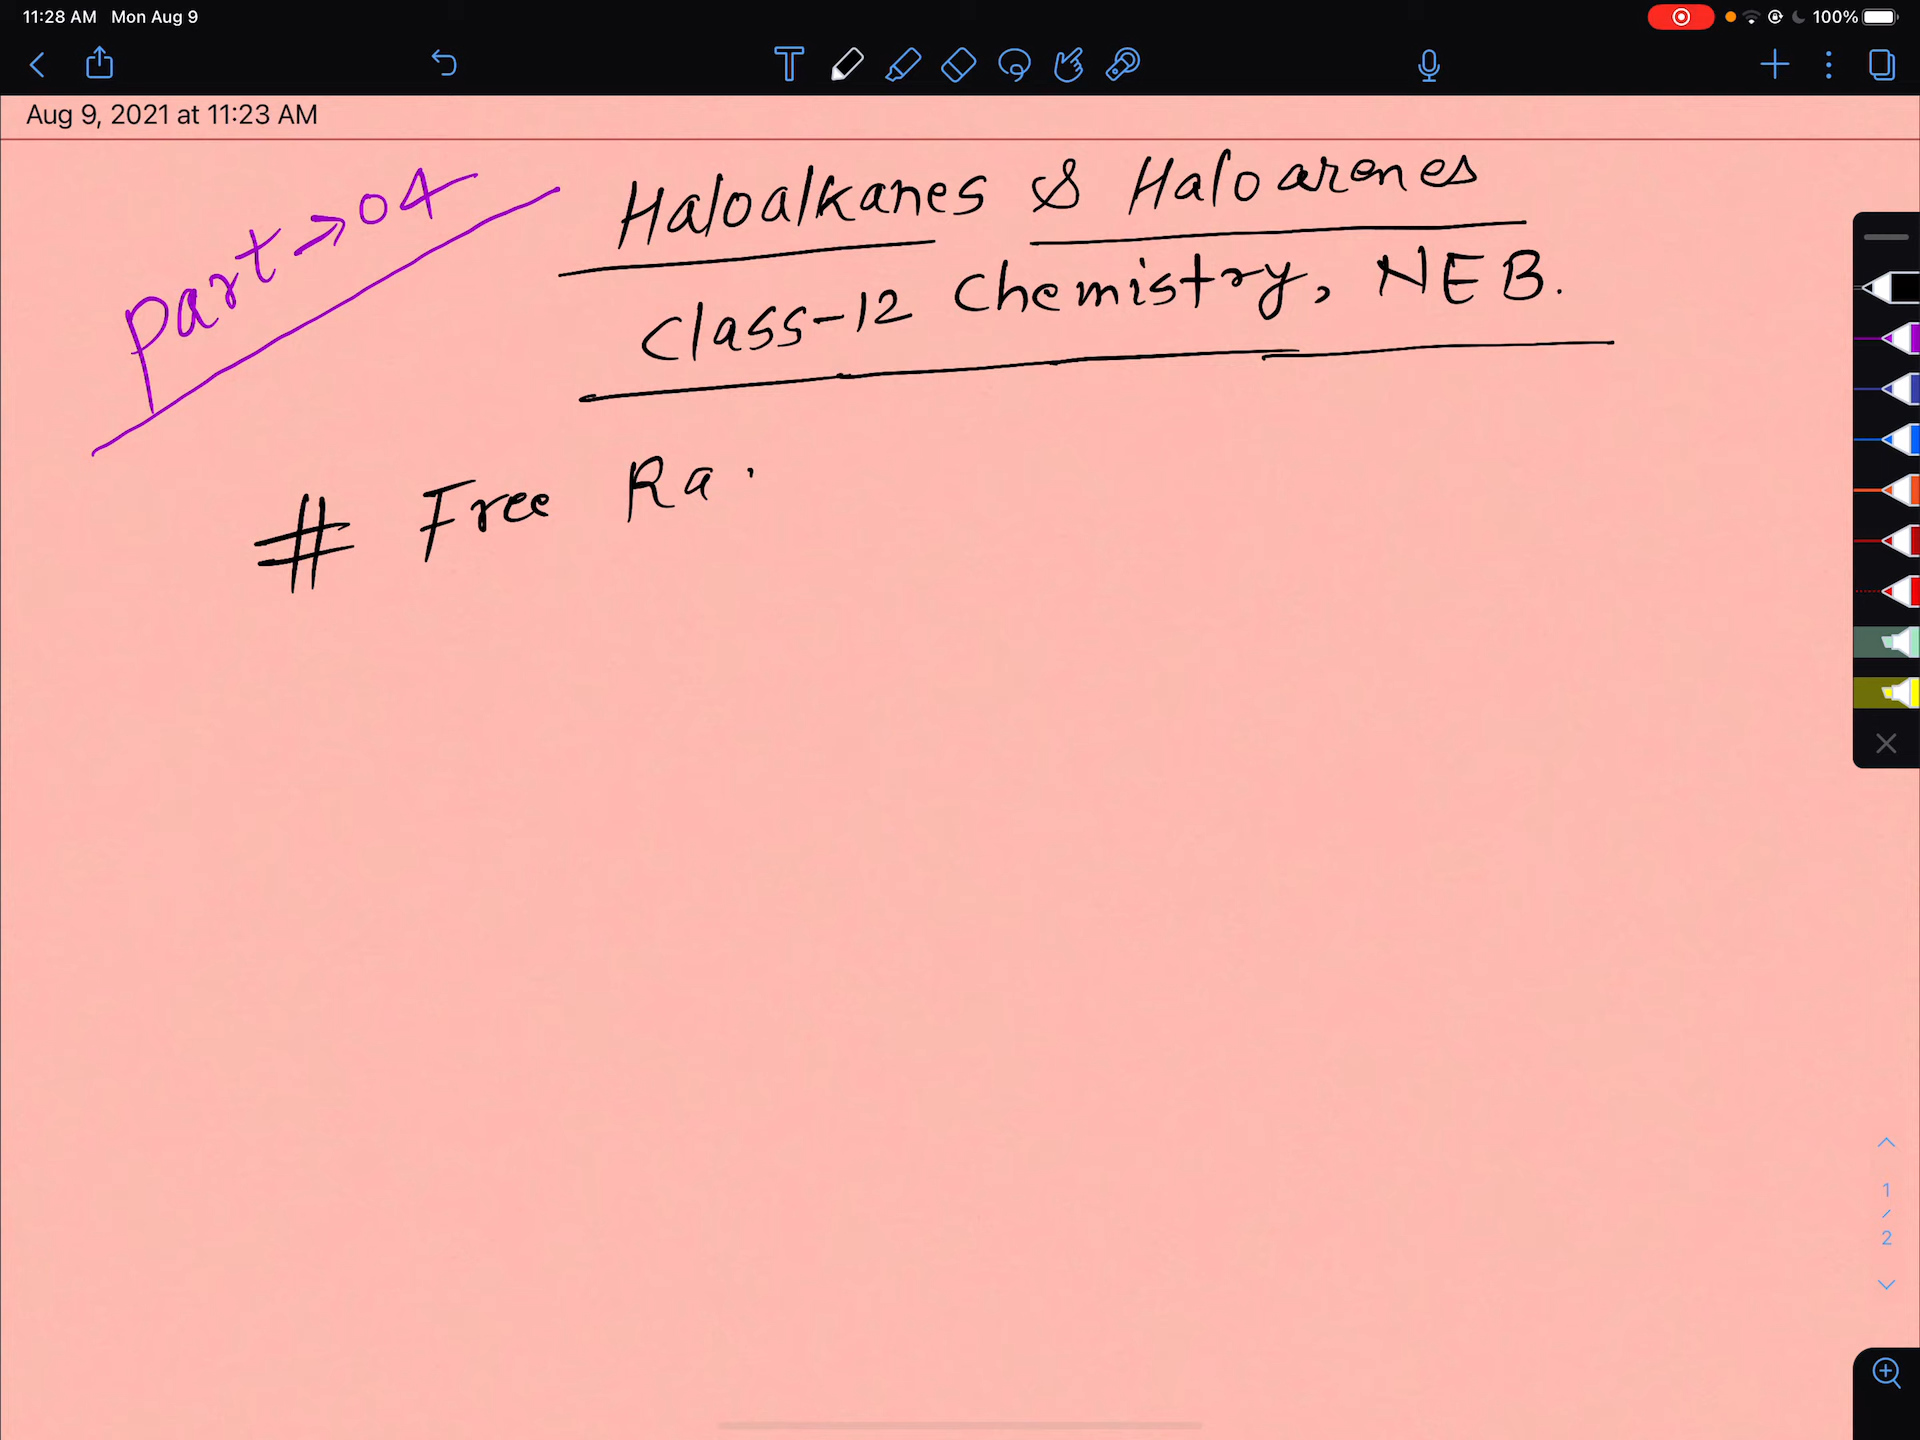 11:28 AM Mon Aug 9 100%
Aug 9, 2021 at 11:23 AM
Part→04
Haloalkanes & Haloarenes
Class-12 Chemistry, NEB.
# Free Ra
1
/
2